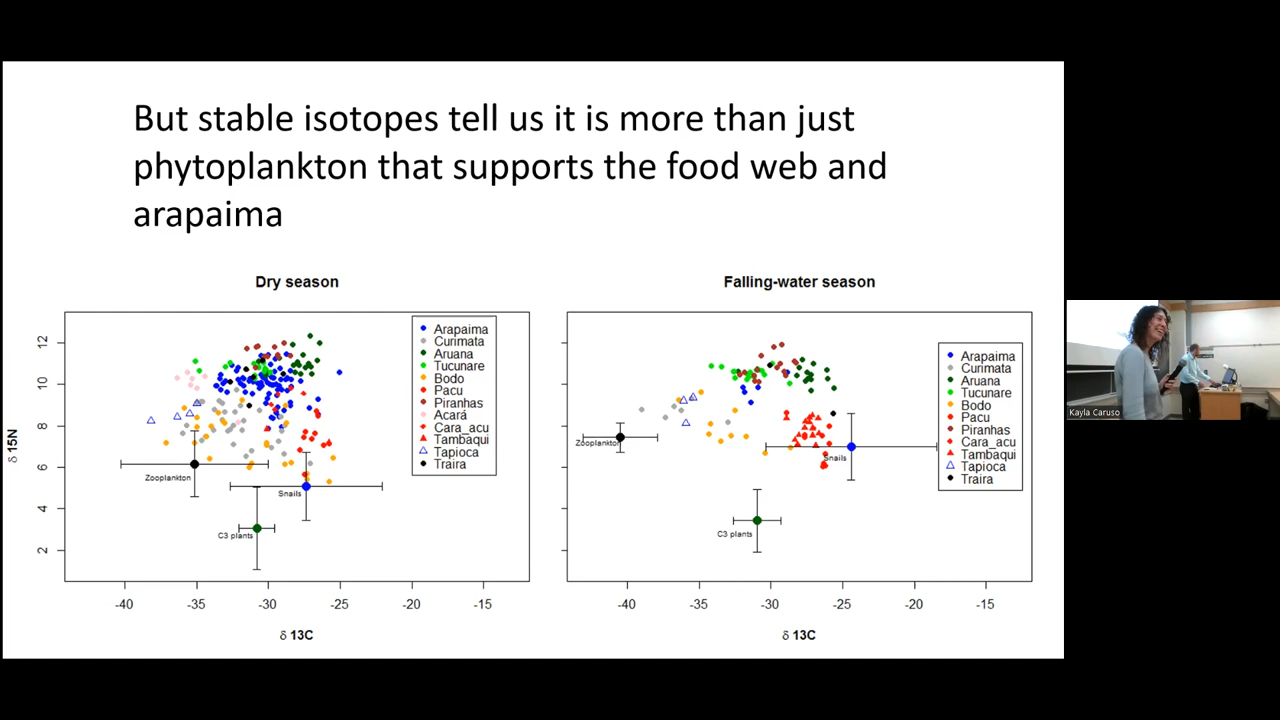 But stable isotopes tell us it is more than just
phytoplankton that supports the food web and
arapaima
Dry season
δ 15N
12
10
8
6
4
2
Arapaima
Curimata
Aruana
Tucunare
Bodo
Pacu
Piranhas
Acará
Cara_acu
Tambaqui
Tapioca
Traira
Zooplankton
Snails
C3 plants
-40 -35 -30 -25 -20 -15
δ 13C
Falling-water season
Arapaima
Curimata
Aruana
Tucunare
Bodo
Pacu
Piranhas
Cara_acu
Tambaqui
Tapioca
Traira
Zooplankton
Snails
C3 plants
-40 -35 -30 -25 -20 -15
δ 13C
Kayla Caruso